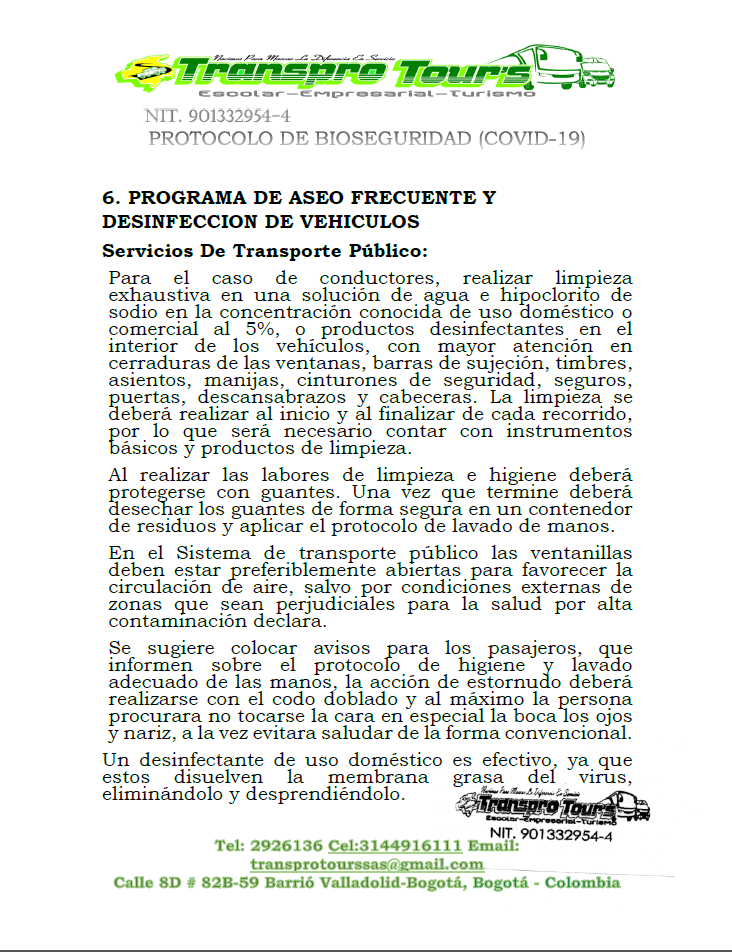 Nacimos Para Marcar La Diferencia En Servicio
Transpro Tour's
Escolar-Empresarial-Turismo
NIT. 901332954-4
PROTOCOLO DE BIOSEGURIDAD (COVID-19)
6. PROGRAMA DE ASEO FRECUENTE Y
DESINFECCION DE VEHICULOS
Servicios De Transporte Público:
Para el caso de conductores, realizar limpieza
exhaustiva en una solución de agua e hipoclorito de
sodio en la concentración conocida de uso doméstico o
comercial al 5%, o productos desinfectantes en el
interior de los vehículos, con mayor atención en
cerraduras de las ventanas, barras de sujeción, timbres,
asientos, manijas, cinturones de seguridad, seguros,
puertas, descansabrazos y cabeceras. La limpieza se
deberá realizar al inicio y al finalizar de cada recorrido,
por lo que será necesario contar con instrumentos
básicos y productos de limpieza.
Al realizar las labores de limpieza e higiene deberá
protegerse con guantes. Una vez que termine deberá
desechar los guantes de forma segura en un contenedor
de residuos y aplicar el protocolo de lavado de manos.
En el Sistema de transporte público las ventanillas
deben estar preferiblemente abiertas para favorecer la
circulación de aire, salvo por condiciones externas de
zonas que sean perjudiciales para la salud por alta
contaminación declara.
Se sugiere colocar avisos para los pasajeros, que
informen sobre el protocolo de higiene y lavado
adecuado de las manos, la acción de estornudo deberá
realizarse con el codo doblado y al máximo la persona
procurara no tocarse la cara en especial la boca los ojos
y nariz, a la vez evitara saludar de la forma convencional.
Un desinfectante de uso doméstico es efectivo, ya que
estos disuelven la membrana grasa del virus,
eliminándolo y desprendiéndolo.
Nacimos Para Marcar La Diferencia En Servicio
Transpro Tour's
Escolar-Empresarial-Turismo
NIT. 901332954-4
Tel: 2926136 Cel:3144916111 Email:
transprotourssas@gmail.com
Calle 8D # 82B-59 Barrió Valladolid-Bogotá, Bogotá - Colombia